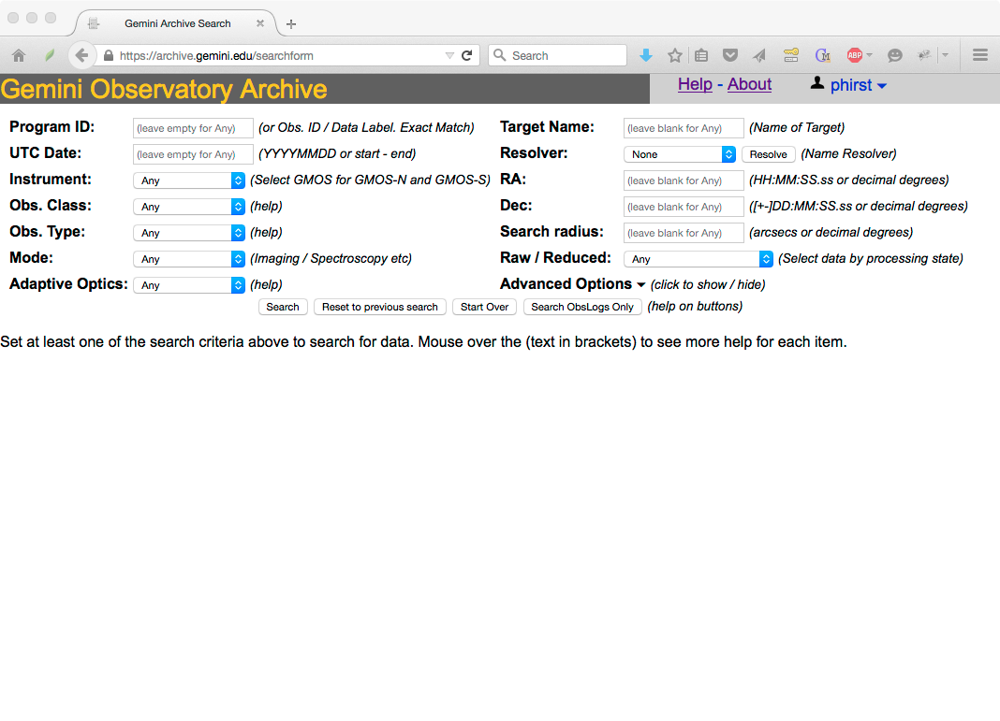 Gemini Archive Search
https://archive.gemini.edu/searchform
Search
ABP
Gemini Observatory Archive
Help - About
phirst
Program ID: (leave empty for Any) (or Obs. ID / Data Label. Exact Match) Target Name: (leave blank for Any) (Name of Target)
UTC Date: (leave empty for Any) (YYYYMMDD or start - end) Resolver: None Resolve (Name Resolver)
Instrument: Any (Select GMOS for GMOS-N and GMOS-S) RA: (leave blank for Any) (HH:MM:SS.ss or decimal degrees)
Obs. Class: Any (help) Dec: (leave blank for Any) ([+-]DD:MM:SS.ss or decimal degrees)
Obs. Type: Any (help) Search radius: (leave blank for Any) (arcsecs or decimal degrees)
Mode: Any (Imaging / Spectroscopy etc) Raw / Reduced: Any (Select data by processing state)
Adaptive Optics: Any (help) Advanced Options (click to show / hide)
Search Reset to previous search Start Over Search ObsLogs Only (help on buttons)
Set at least one of the search criteria above to search for data. Mouse over the (text in brackets) to see more help for each item.